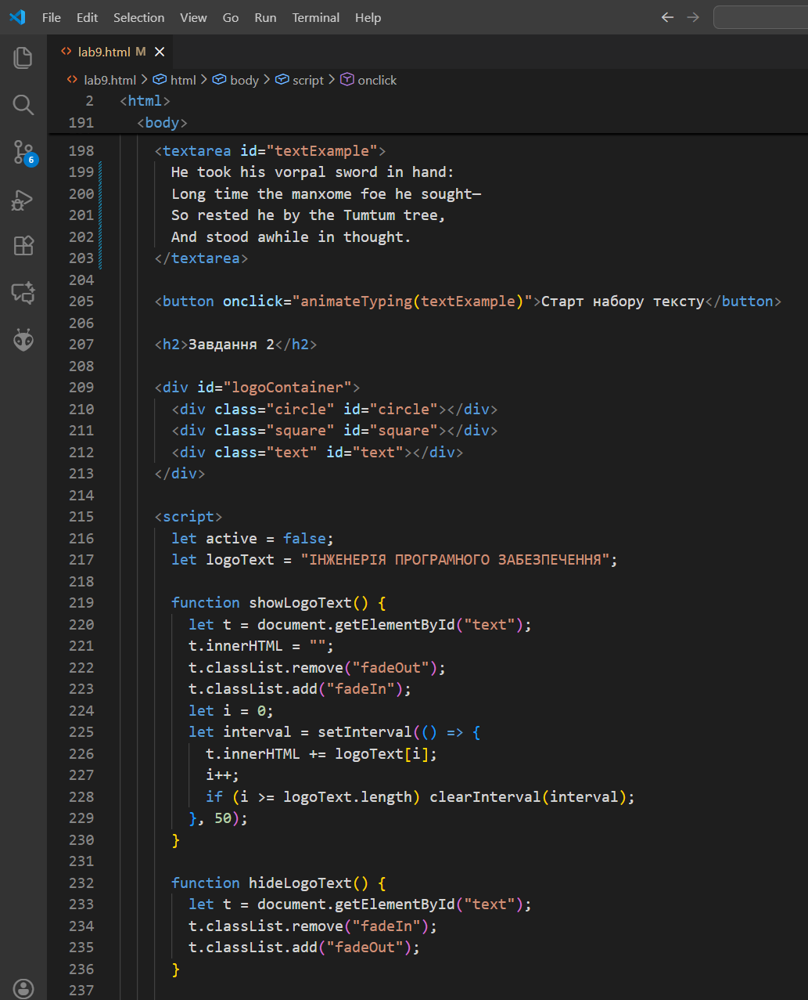 File Edit Selection View Go Run Terminal Help
lab9.html M
lab9.html > html > body > script > onclick
2 <html>
191 <body>
198 <textarea id="textExample">
199 He took his vorpal sword in hand:
200 Long time the manxome foe he sought—
201 So rested he by the Tumtum tree,
202 And stood awhile in thought.
203 </textarea>
204
205 <button onclick="animateTyping(textExample)">Старт набору тексту</button>
206
207 <h2>Завдання 2</h2>
208
209 <div id="logoContainer">
210 <div class="circle" id="circle"></div>
211 <div class="square" id="square"></div>
212 <div class="text" id="text"></div>
213 </div>
214
215 <script>
216 let active = false;
217 let logoText = "ІНЖЕНЕРІЯ ПРОГРАМНОГО ЗАБЕЗПЕЧЕННЯ";
218
219 function showLogoText() {
220 let t = document.getElementById("text");
221 t.innerHTML = "";
222 t.classList.remove("fadeOut");
223 t.classList.add("fadeIn");
224 let i = 0;
225 let interval = setInterval(() => {
226 t.innerHTML += logoText[i];
227 i++;
228 if (i >= logoText.length) clearInterval(interval);
229 }, 50);
230 }
231
232 function hideLogoText() {
233 let t = document.getElementById("text");
234 t.classList.remove("fadeIn");
235 t.classList.add("fadeOut");
236 }
237
6